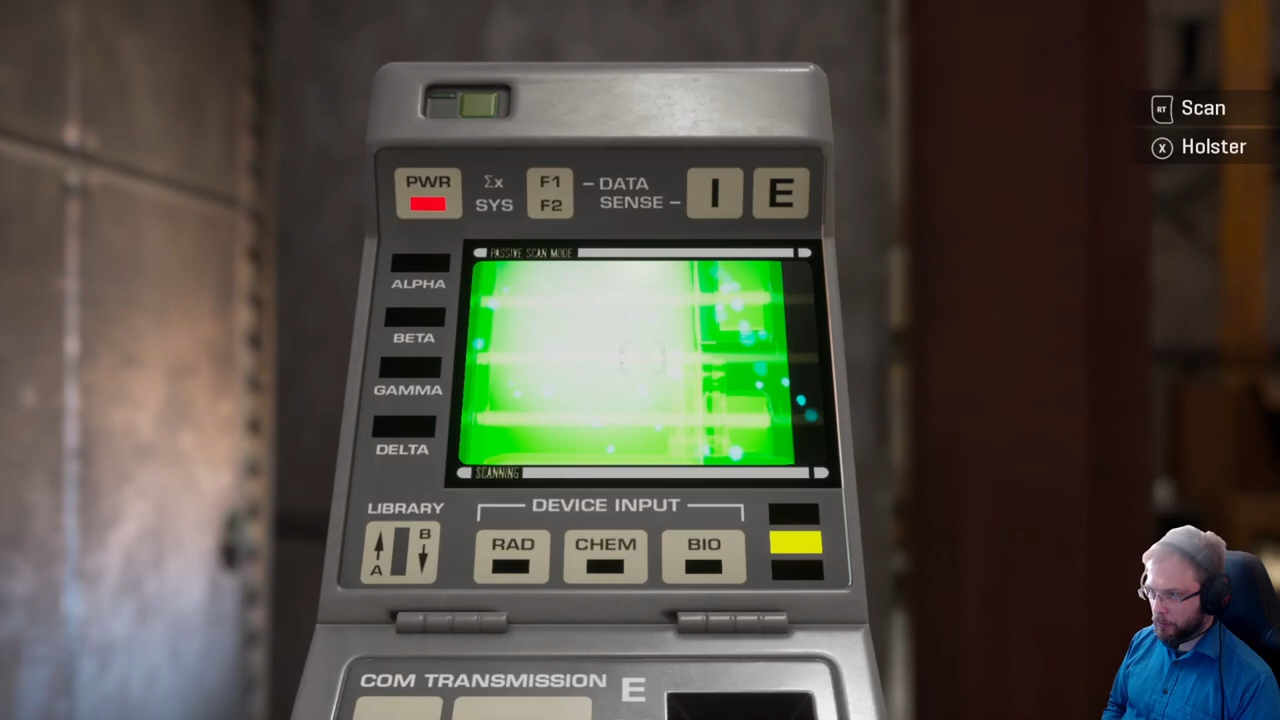 RT Scan
X Holster
PWR
Σx
SYS
F1
F2
– DATA
SENSE –
I
E
PASSIVE SCAN MODE
ALPHA
BETA
GAMMA
DELTA
SCANNING
LIBRARY
A
B
DEVICE INPUT
RAD
CHEM
BIO
COM TRANSMISSION
E